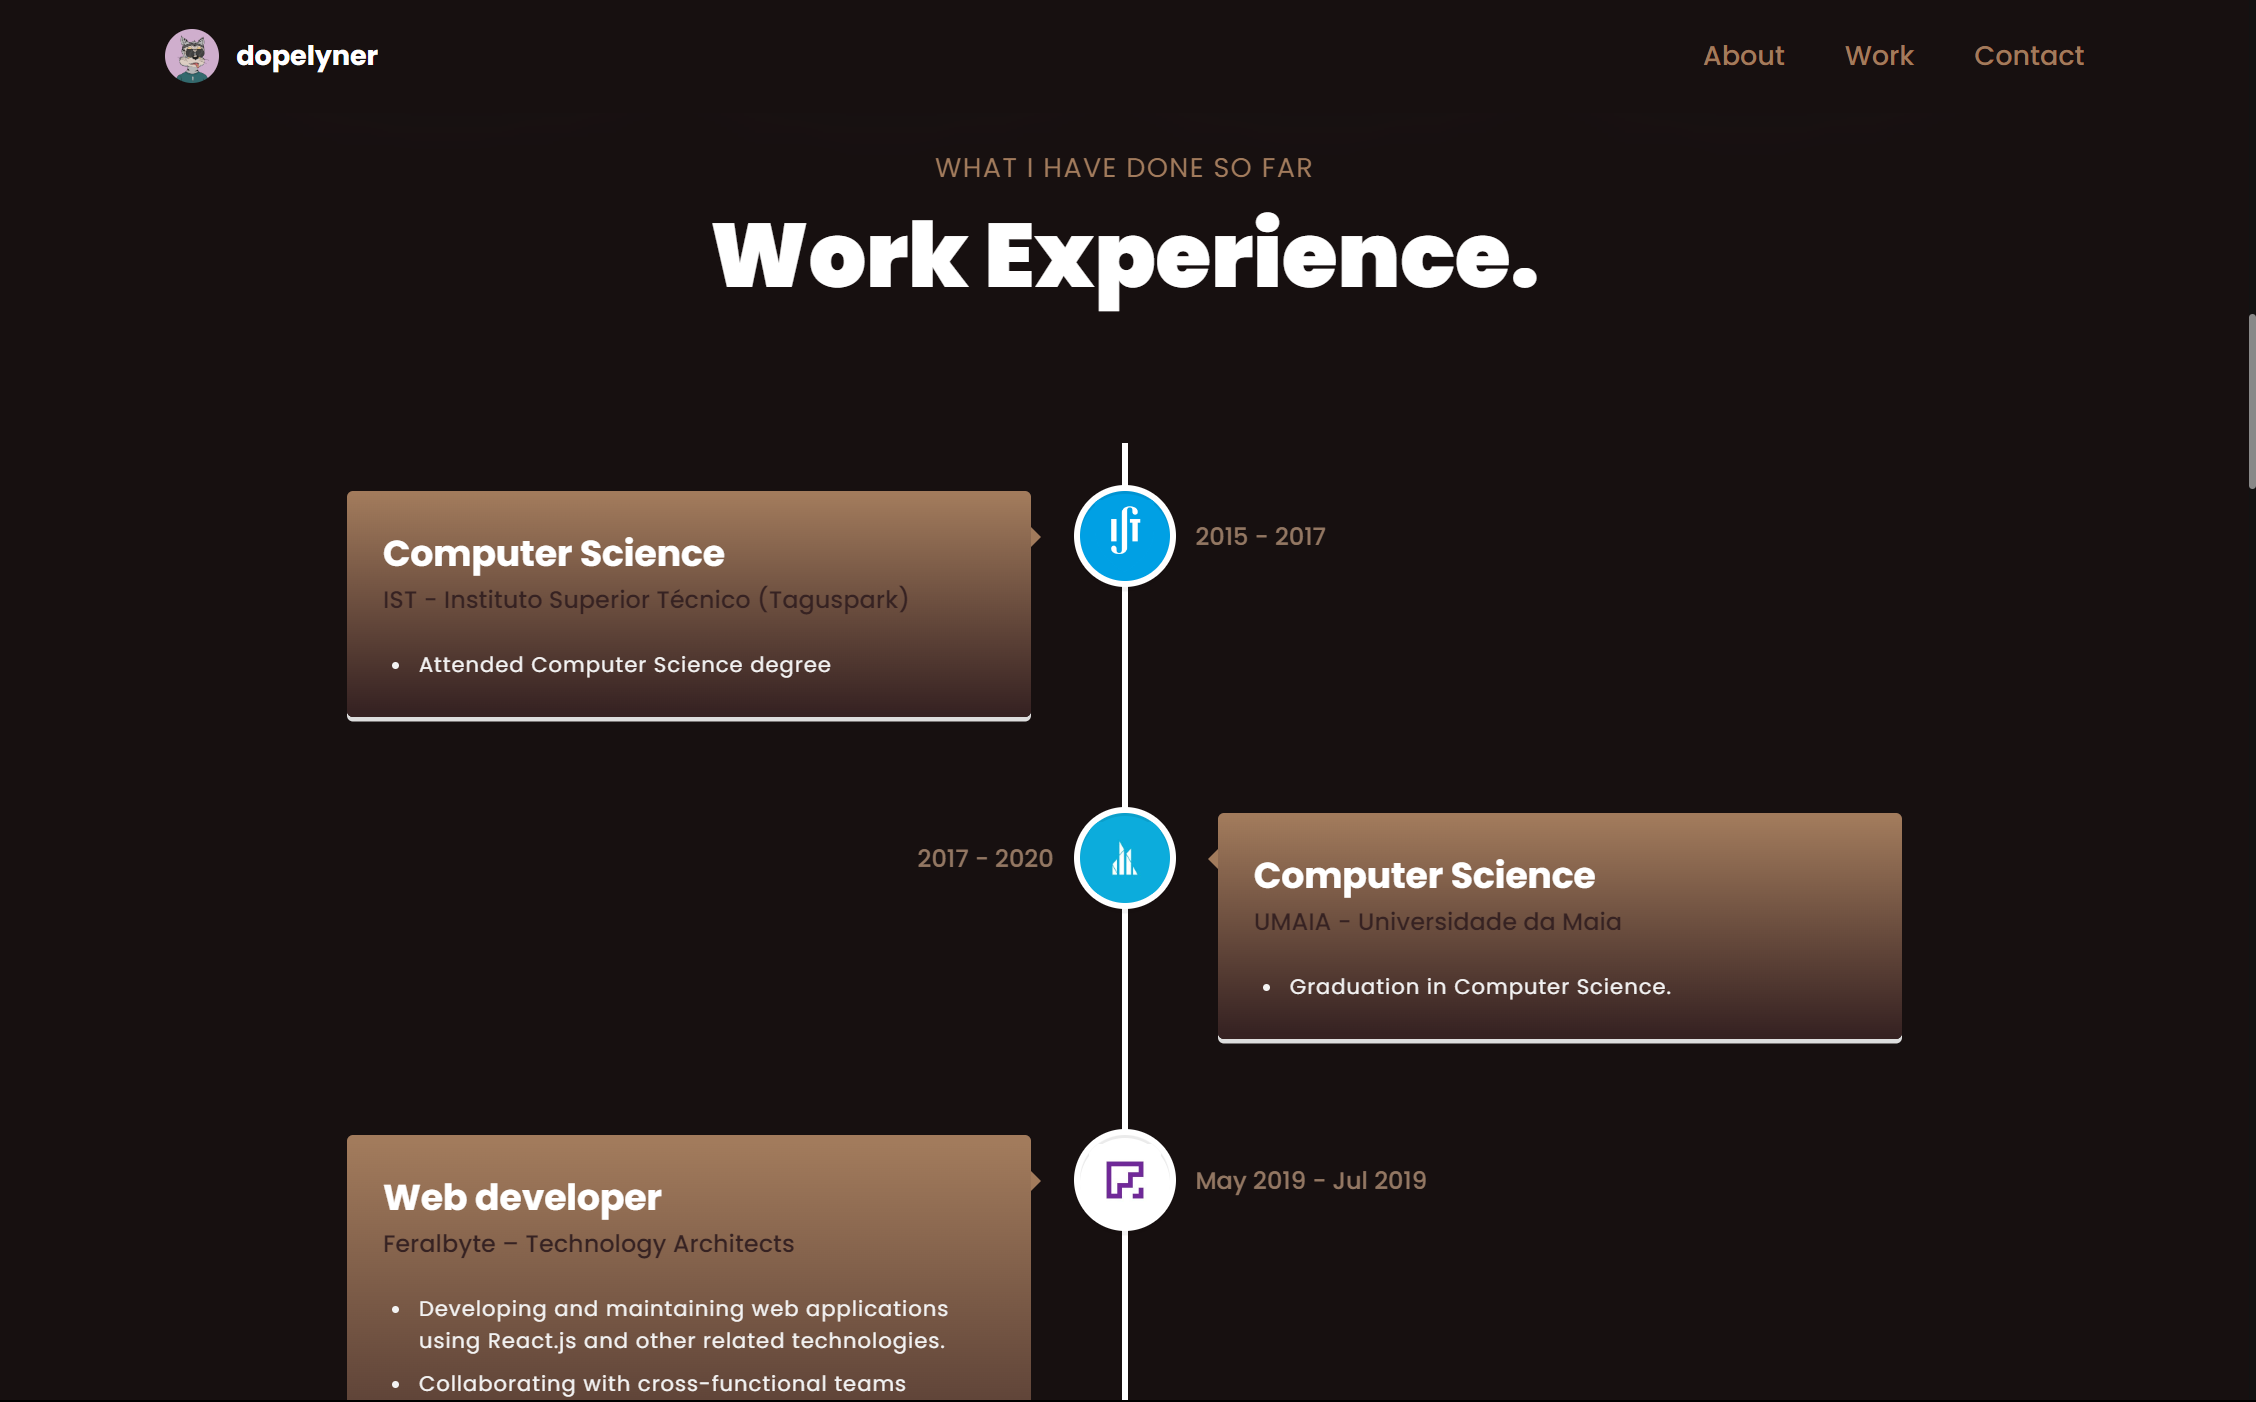 dopelyner
About
Work
Contact
WHAT I HAVE DONE SO FAR
Work Experience.
Computer Science
IST - Instituto Superior Técnico (Taguspark)
Attended Computer Science degree
IST
2015 - 2017
2017 - 2020
Computer Science
UMAIA - Universidade da Maia
Graduation in Computer Science.
Web developer
Feralbyte – Technology Architects
Developing and maintaining web applications
using React.js and other related technologies.
Collaborating with cross-functional teams
May 2019 - Jul 2019